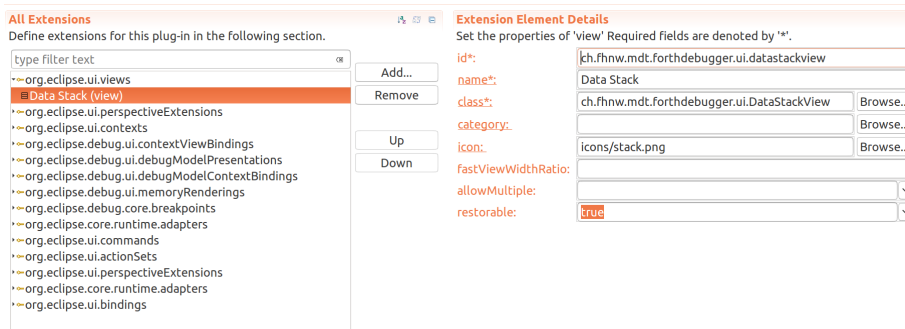 All Extensions
Define extensions for this plug-in in the following section.
type filter text
org.eclipse.ui.views
Data Stack (view)
org.eclipse.ui.perspectiveExtensions
org.eclipse.ui.contexts
org.eclipse.debug.ui.contextViewBindings
org.eclipse.debug.ui.debugModelPresentations
org.eclipse.debug.ui.debugModelContextBindings
org.eclipse.debug.ui.memoryRenderings
org.eclipse.debug.core.breakpoints
org.eclipse.core.runtime.adapters
org.eclipse.ui.commands
org.eclipse.ui.actionSets
org.eclipse.ui.perspectiveExtensions
org.eclipse.core.runtime.adapters
org.eclipse.ui.bindings
Add...
Remove
Up
Down
Extension Element Details
Set the properties of 'view' Required fields are denoted by '*'.
id*: ch.fhnw.mdt.forthdebugger.ui.datastackview
name*: Data Stack
class*: ch.fhnw.mdt.forthdebugger.ui.DataStackView Browse..
category: Browse..
icon: icons/stack.png Browse..
fastViewWidthRatio:
allowMultiple:
restorable: true